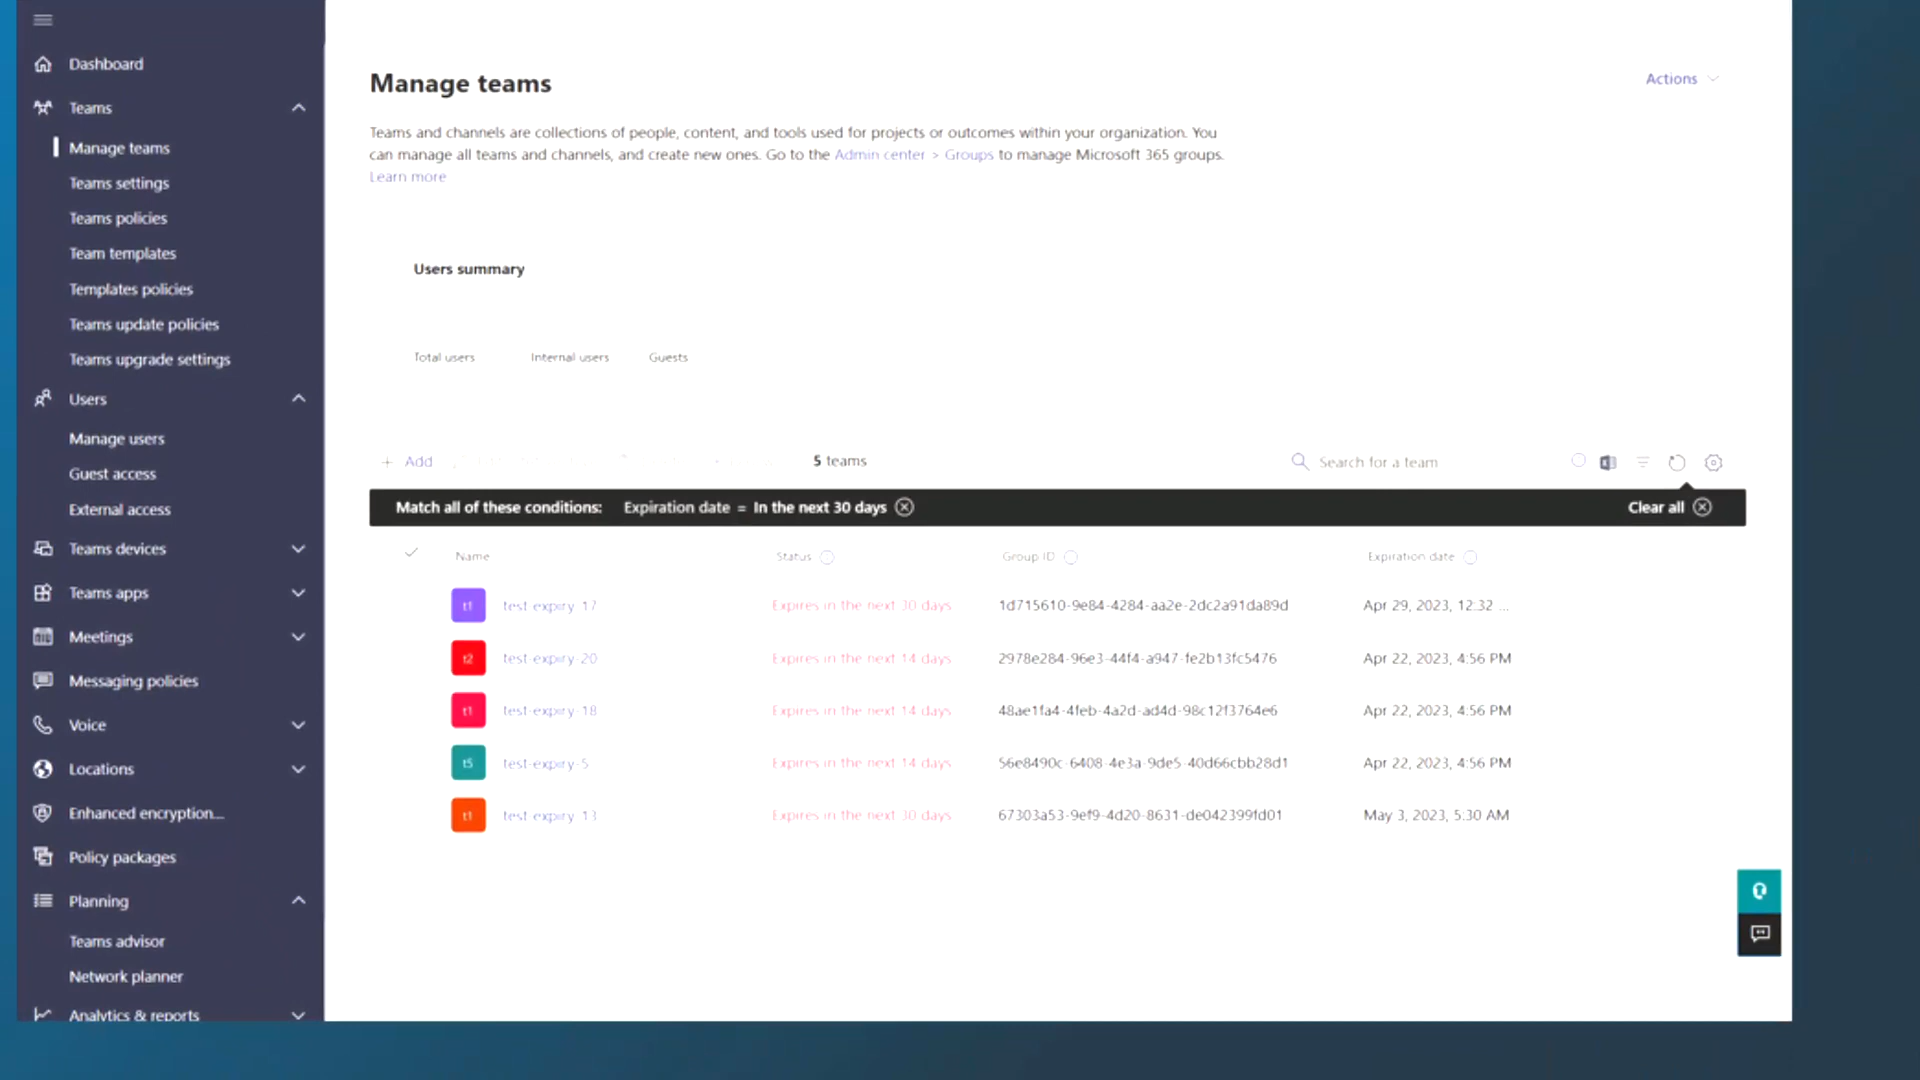 Dashboard
Teams
Manage teams
Teams settings
Teams policies
Team templates
Templates policies
Teams update policies
Teams upgrade settings
Users
Manage users
Guest access
External access
Teams devices
Teams apps
Meetings
Messaging policies
Voice
Locations
Enhanced encryption...
Policy packages
Planning
Teams advisor
Network planner
Analytics & reports
Manage teams
Actions
Teams and channels are collections of people, content, and tools used for projects or outcomes within your organization. You
can manage all teams and channels, and create new ones. Go to the Admin center > Groups to manage Microsoft 365 groups.
Learn more
Users summary
Total users Internal users Guests
+ Add 5 teams Search for a team
Match all of these conditions: Expiration date = In the next 30 days Clear all
Name Status Group ID Expiration date
t1 test-expiry-17 Expires in the next 30 days 1d715610-9e84-4284-aa2e-2dc2a91da89d Apr 29, 2023, 12:32 ...
t2 test-expiry-20 Expires in the next 14 days 2978e284-96e3-44f4-a947-fe2b13fc5476 Apr 22, 2023, 4:56 PM
t1 test-expiry-18 Expires in the next 14 days 48ae1fa4-4feb-4a2d-ad4d-98c12f3764e6 Apr 22, 2023, 4:56 PM
t5 test-expiry-5 Expires in the next 14 days 56e8490c-6408-4e3a-9de5-40d66cbb28d1 Apr 22, 2023, 4:56 PM
t1 test-expiry-13 Expires in the next 30 days 67303a53-9ef9-4d20-8631-de042399fd01 May 3, 2023, 5:30 AM